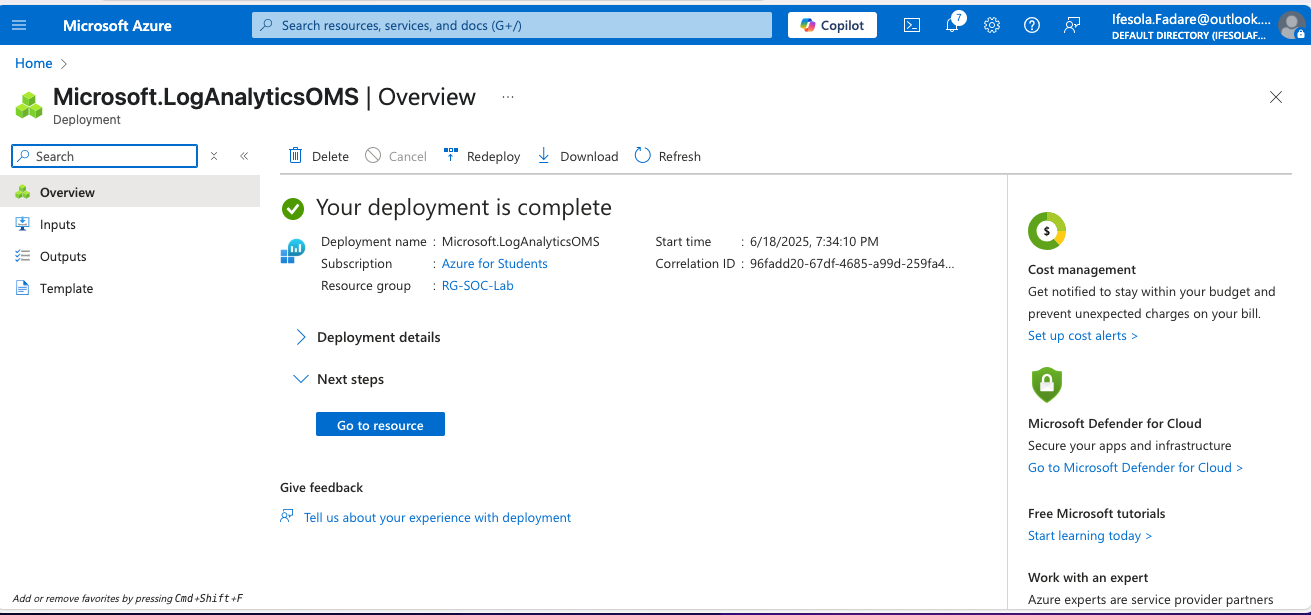 Microsoft Azure
Search resources, services, and docs (G+/)
Copilot
7
Ifesola.Fadare@outlook....
DEFAULT DIRECTORY (IFESOLAF...
Home
Microsoft.LogAnalyticsOMS | Overview ...
Deployment
Search
Overview
Inputs
Outputs
Template
Delete Cancel Redeploy Download Refresh
Your deployment is complete
Deployment name : Microsoft.LogAnalyticsOMS
Subscription : Azure for Students
Resource group : RG-SOC-Lab
Start time : 6/18/2025, 7:34:10 PM
Correlation ID : 96fadd20-67df-4685-a99d-259fa4...
Deployment details
Next steps
Go to resource
Give feedback
Tell us about your experience with deployment
$
Cost management
Get notified to stay within your budget and
prevent unexpected charges on your bill.
Set up cost alerts >
Microsoft Defender for Cloud
Secure your apps and infrastructure
Go to Microsoft Defender for Cloud >
Free Microsoft tutorials
Start learning today >
Work with an expert
Azure experts are service provider partners
Add or remove favorites by pressing Cmd+Shift+F